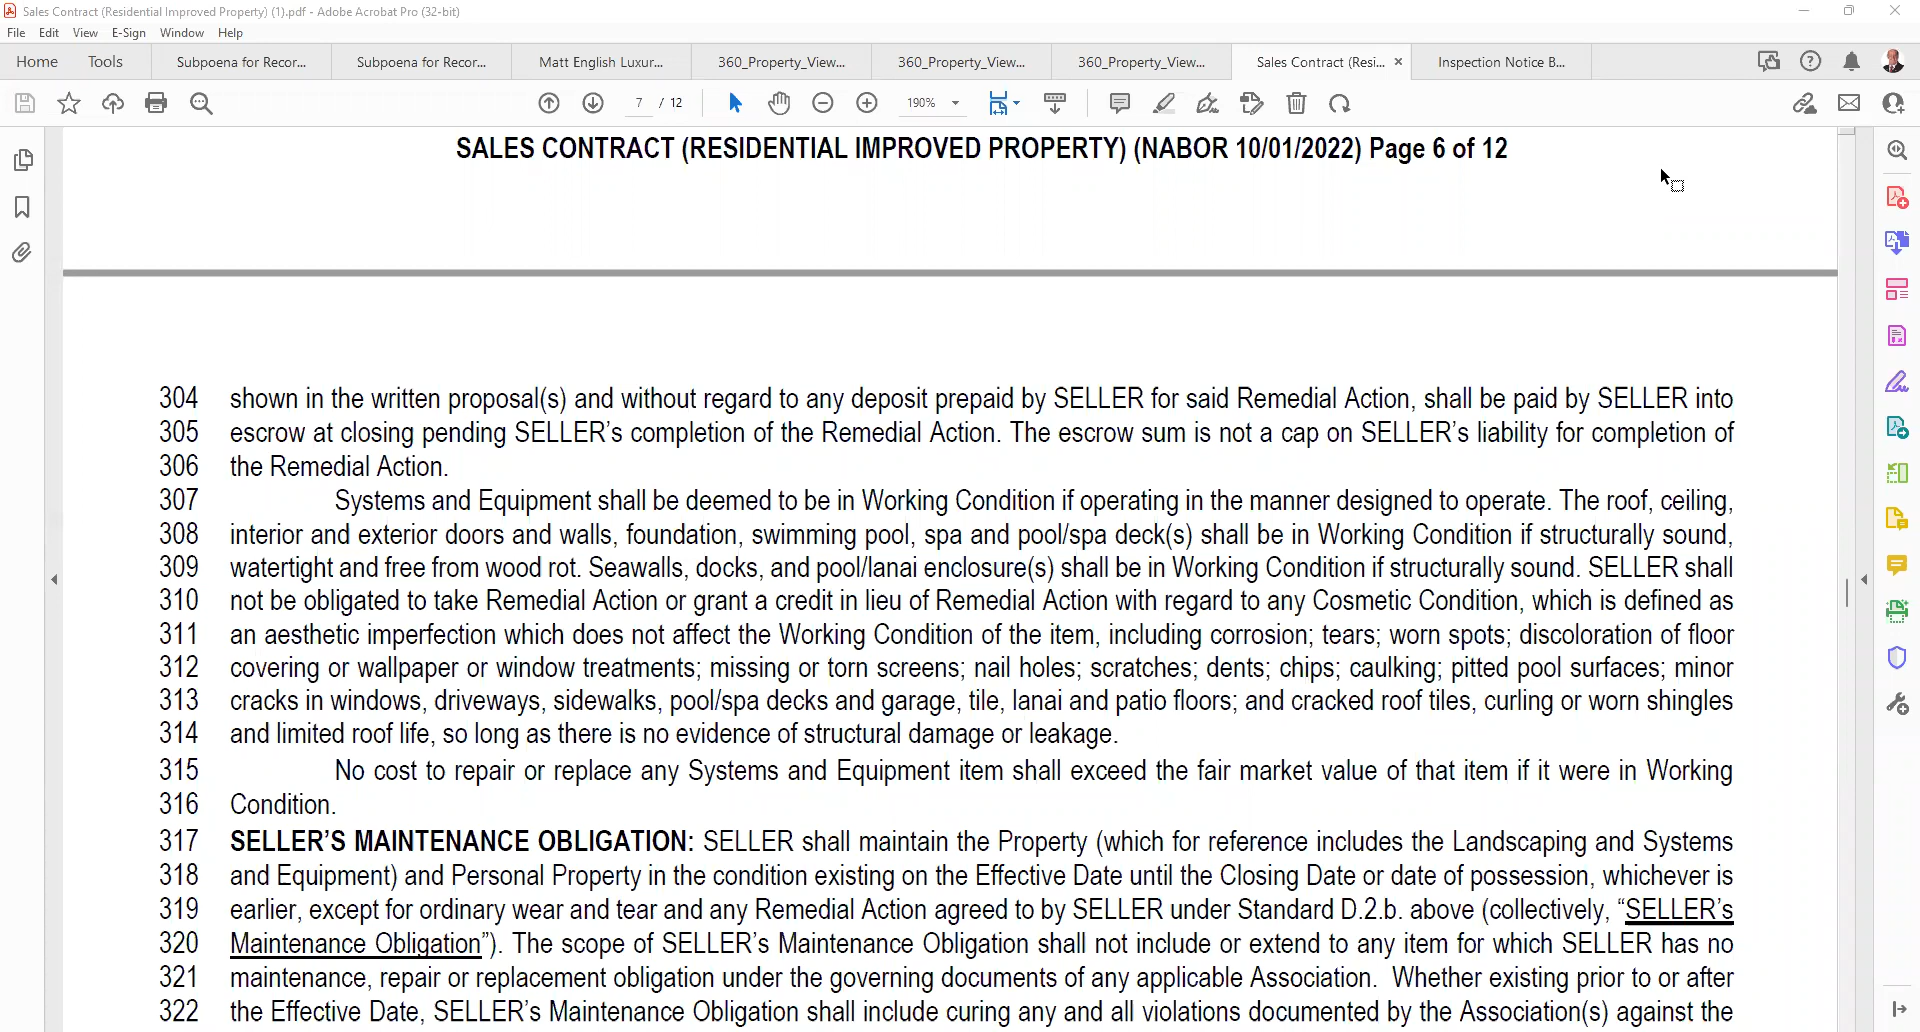 Sales Contract (Residential Improved Property) (1).pdf - Adobe Acrobat Pro (32-bit)
File Edit View E-Sign Window Help
Home Tools Subpoena for Recor... Subpoena for Recor... Matt English Luxur... 360_Property_View... 360_Property_View... 360_Property_View... Sales Contract (Resi... × Inspection Notice B...
7 / 12 190%
SALES CONTRACT (RESIDENTIAL IMPROVED PROPERTY) (NABOR 10/01/2022) Page 6 of 12
304 shown in the written proposal(s) and without regard to any deposit prepaid by SELLER for said Remedial Action, shall be paid by SELLER into
305 escrow at closing pending SELLER's completion of the Remedial Action. The escrow sum is not a cap on SELLER's liability for completion of
306 the Remedial Action.
307 Systems and Equipment shall be deemed to be in Working Condition if operating in the manner designed to operate. The roof, ceiling,
308 interior and exterior doors and walls, foundation, swimming pool, spa and pool/spa deck(s) shall be in Working Condition if structurally sound,
309 watertight and free from wood rot. Seawalls, docks, and pool/lanai enclosure(s) shall be in Working Condition if structurally sound. SELLER shall
310 not be obligated to take Remedial Action or grant a credit in lieu of Remedial Action with regard to any Cosmetic Condition, which is defined as
311 an aesthetic imperfection which does not affect the Working Condition of the item, including corrosion; tears; worn spots; discoloration of floor
312 covering or wallpaper or window treatments; missing or torn screens; nail holes; scratches; dents; chips; caulking; pitted pool surfaces; minor
313 cracks in windows, driveways, sidewalks, pool/spa decks and garage, tile, lanai and patio floors; and cracked roof tiles, curling or worn shingles
314 and limited roof life, so long as there is no evidence of structural damage or leakage.
315 No cost to repair or replace any Systems and Equipment item shall exceed the fair market value of that item if it were in Working
316 Condition.
317 SELLER'S MAINTENANCE OBLIGATION: SELLER shall maintain the Property (which for reference includes the Landscaping and Systems
318 and Equipment) and Personal Property in the condition existing on the Effective Date until the Closing Date or date of possession, whichever is
319 earlier, except for ordinary wear and tear and any Remedial Action agreed to by SELLER under Standard D.2.b. above (collectively, “SELLER's
320 Maintenance Obligation”). The scope of SELLER's Maintenance Obligation shall not include or extend to any item for which SELLER has no
321 maintenance, repair or replacement obligation under the governing documents of any applicable Association. Whether existing prior to or after
322 the Effective Date, SELLER's Maintenance Obligation shall include curing any and all violations documented by the Association(s) against the